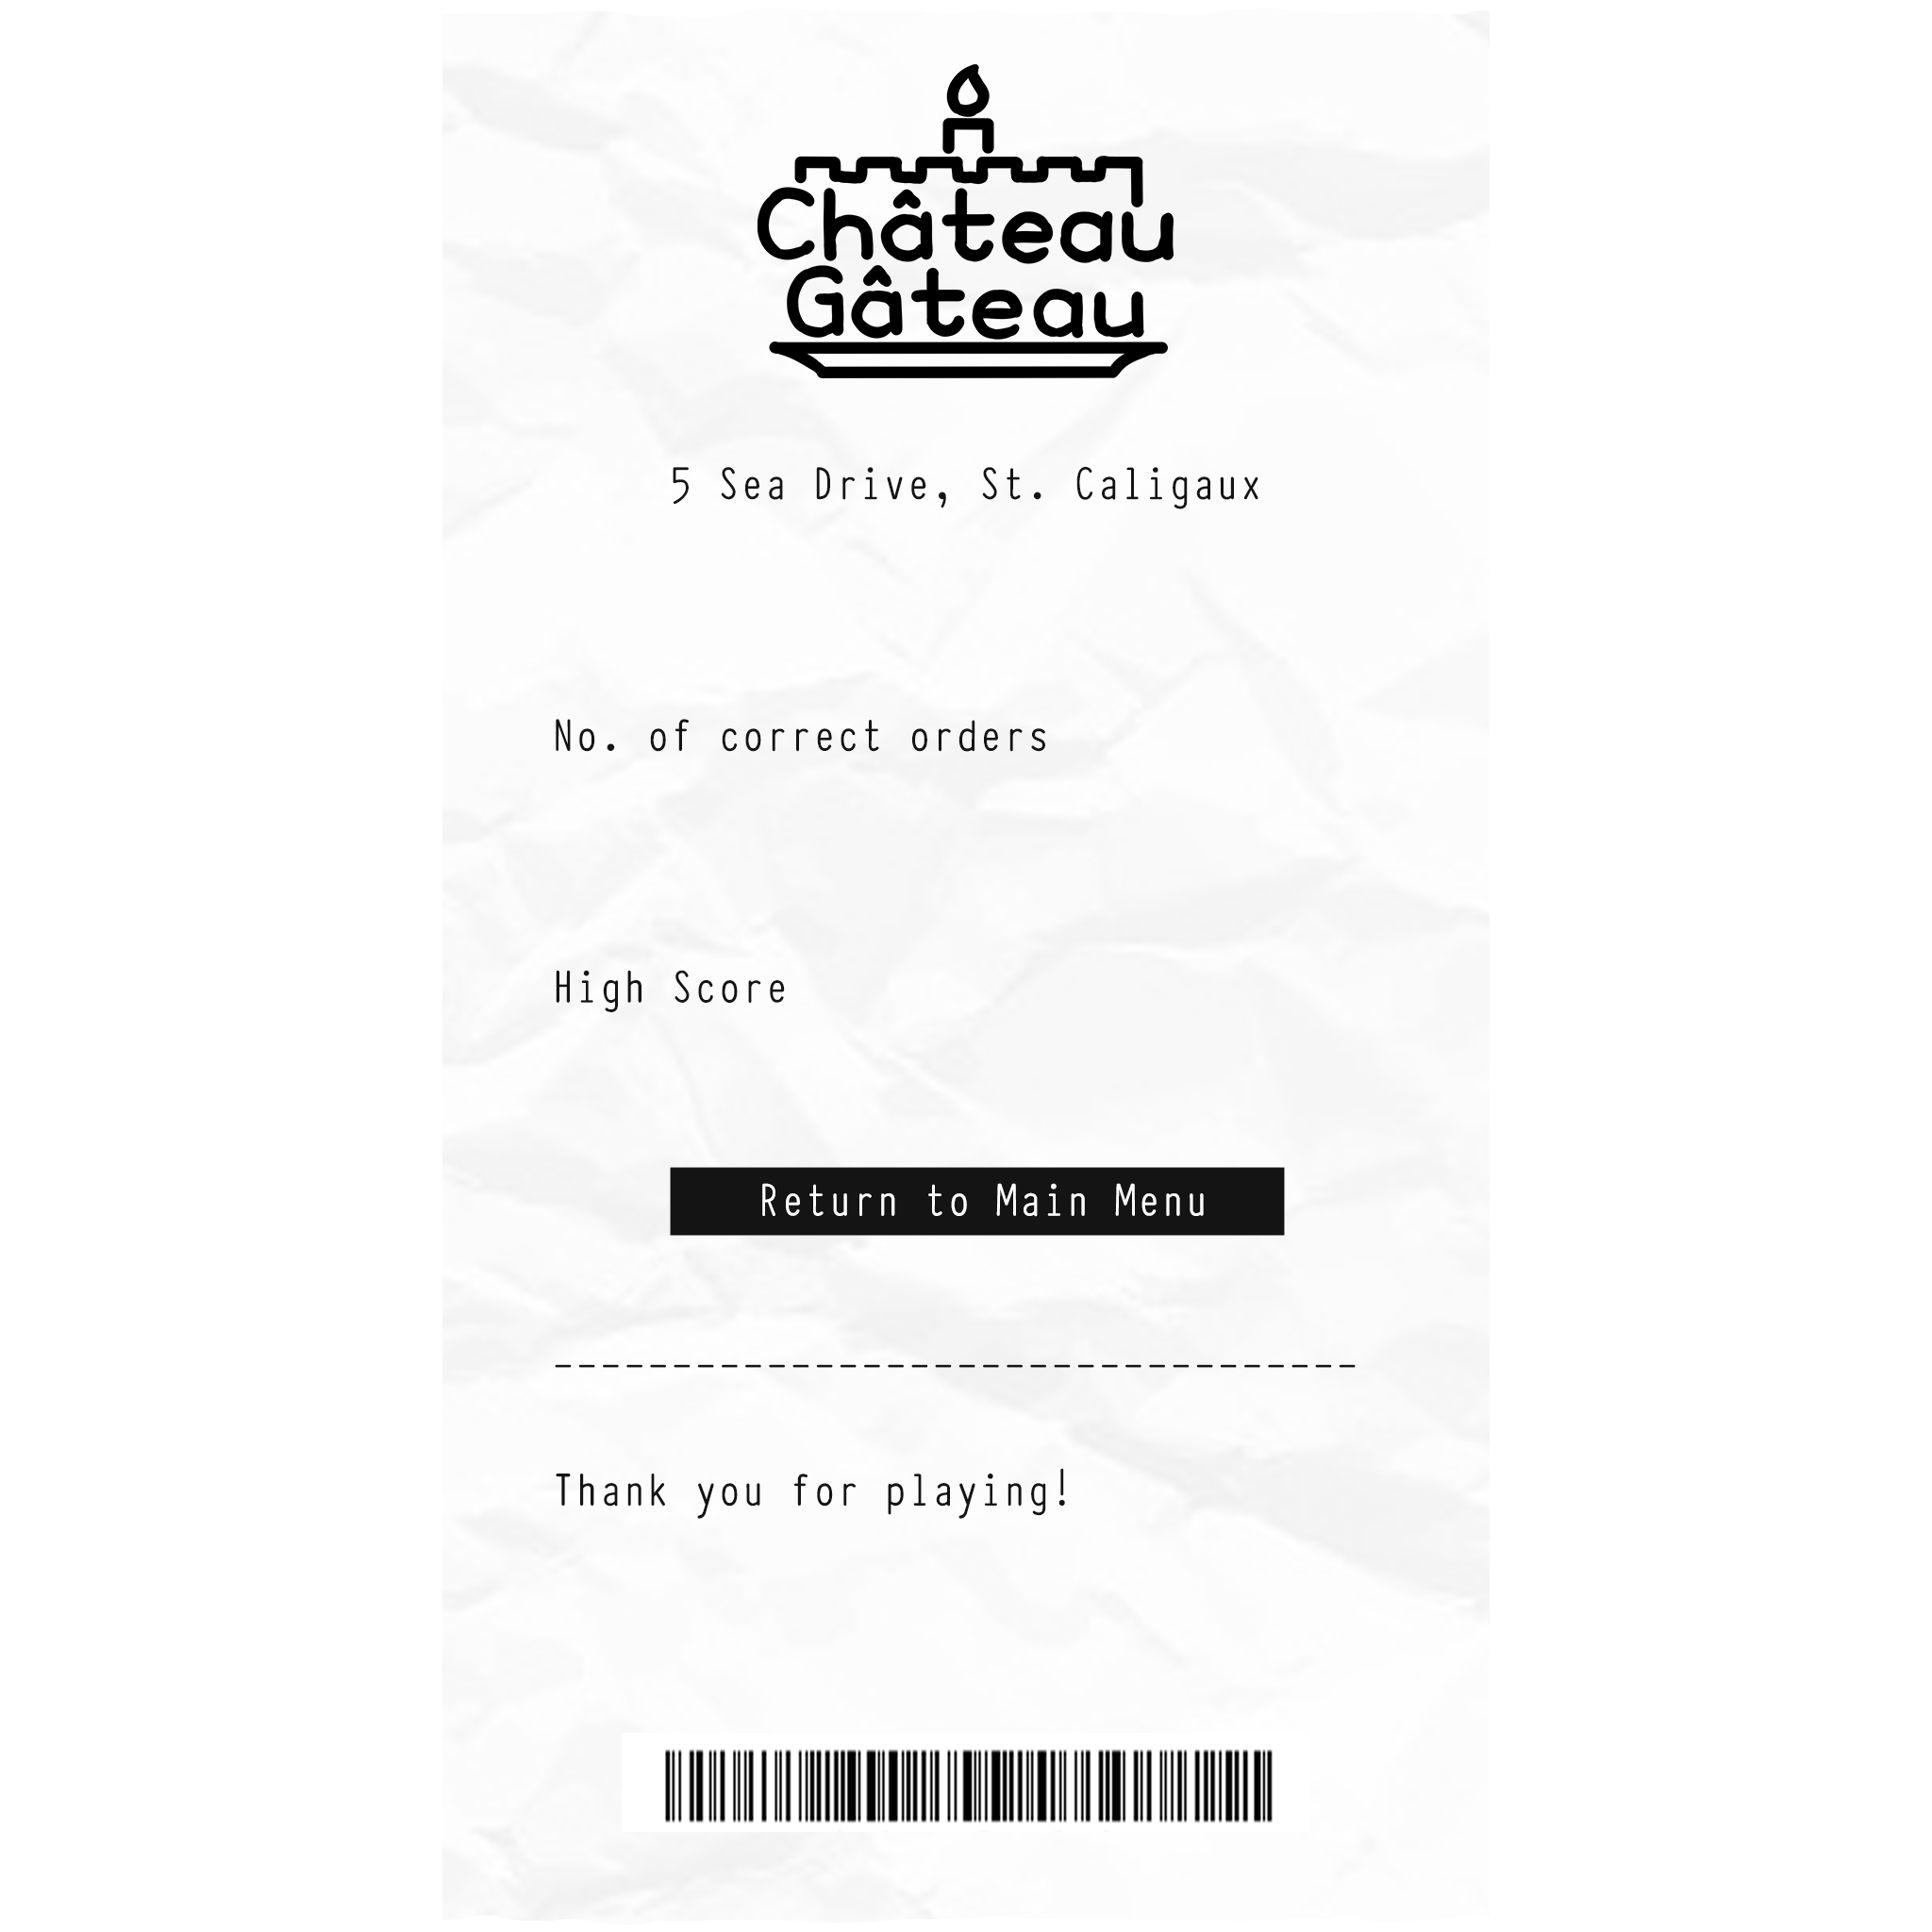 Château
Gâteau
5 Sea Drive, St. Caligaux
No. of correct orders
High Score
Return to Main Menu
----------------------------------
Thank you for playing!